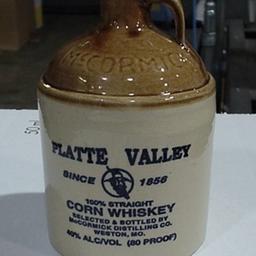 McCORMICK
PLATTE VALLEY
SINCE 1856
100% STRAIGHT
CORN WHISKEY
SELECTED & BOTTLED BY
McCORMICK DISTILLING CO.
WESTON, MO.
40% ALC/VOL (80 PROOF)